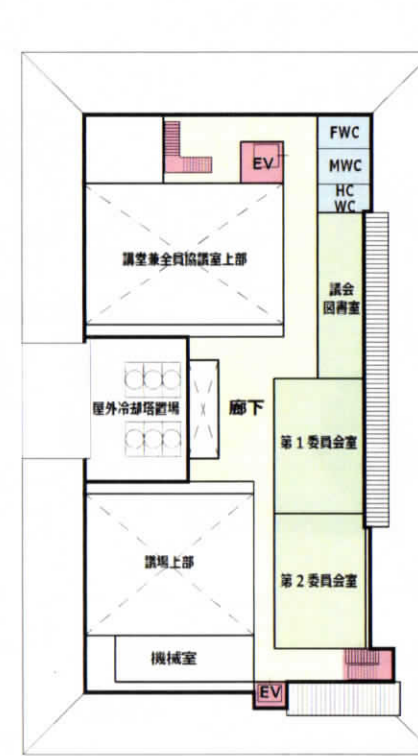 FWC
EV
MWC
HC
WC
講堂兼全員協議室上部
議会
図書室
屋外冷却塔置場
廊下
第1委員会室
議場上部
第2委員会室
機械室
EV